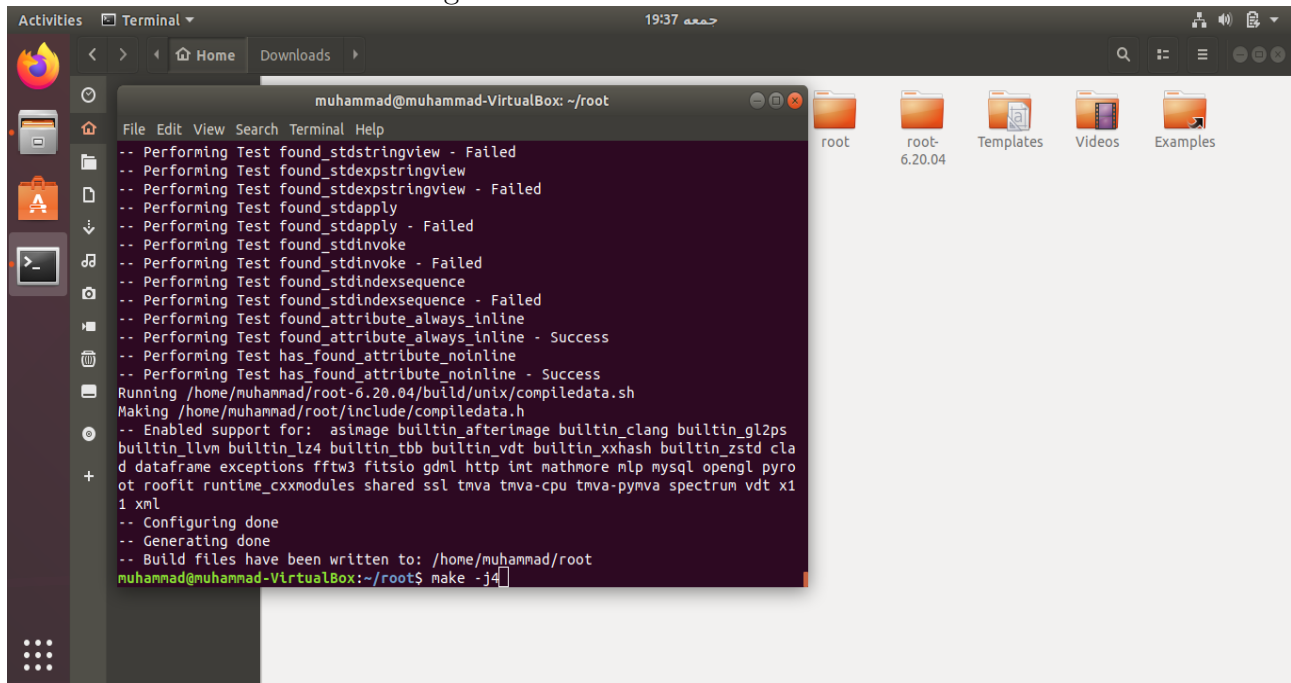 Activities
Terminal
جمعه 19:37
Home
Downloads
muhammad@muhammad-VirtualBox: ~/root
File Edit View Search Terminal Help
-- Performing Test found_stdstringview - Failed
-- Performing Test found_stdexpstringview
-- Performing Test found_stdexpstringview - Failed
-- Performing Test found_stdapply
-- Performing Test found_stdapply - Failed
-- Performing Test found_stdinvoke
-- Performing Test found_stdinvoke - Failed
-- Performing Test found_stdindexsequence
-- Performing Test found_stdindexsequence - Failed
-- Performing Test found_attribute_always_inline
-- Performing Test found_attribute_always_inline - Success
-- Performing Test has_found_attribute_noinline
-- Performing Test has_found_attribute_noinline - Success
Running /home/muhammad/root-6.20.04/build/unix/compiledata.sh
Making /home/muhammad/root/include/compiledata.h
-- Enabled support for:  asimage builtin_afterimage builtin_clang builtin_gl2ps
builtin_llvm builtin_lz4 builtin_tbb builtin_vdt builtin_xxhash builtin_zstd cla
d dataframe exceptions fftw3 fitsio gdml http imt mathmore mlp mysql opengl pyro
ot roofit runtime_cxxmodules shared ssl tmva tmva-cpu tmva-pymva spectrum vdt x1
1 xml
-- Configuring done
-- Generating done
-- Build files have been written to: /home/muhammad/root
muhammad@muhammad-VirtualBox:~/root$ make -j4
root
root-
6.20.04
Templates
Videos
Examples